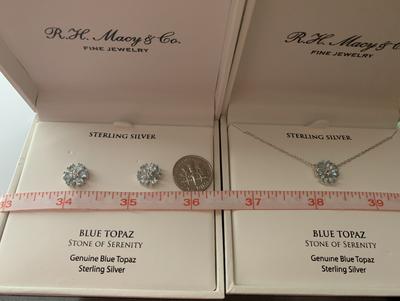 R.H. Macy & Co.
FINE JEWELRY
STERLING SILVER
BLUE TOPAZ
STONE OF SERENITY
Genuine Blue Topaz
Sterling Silver
R.H. Macy & Co.
FINE JEWELRY
STERLING SILVER
BLUE TOPAZ
STONE OF SERENITY
Genuine Blue Topaz
Sterling Silver
33 34 35 36 37 38 39